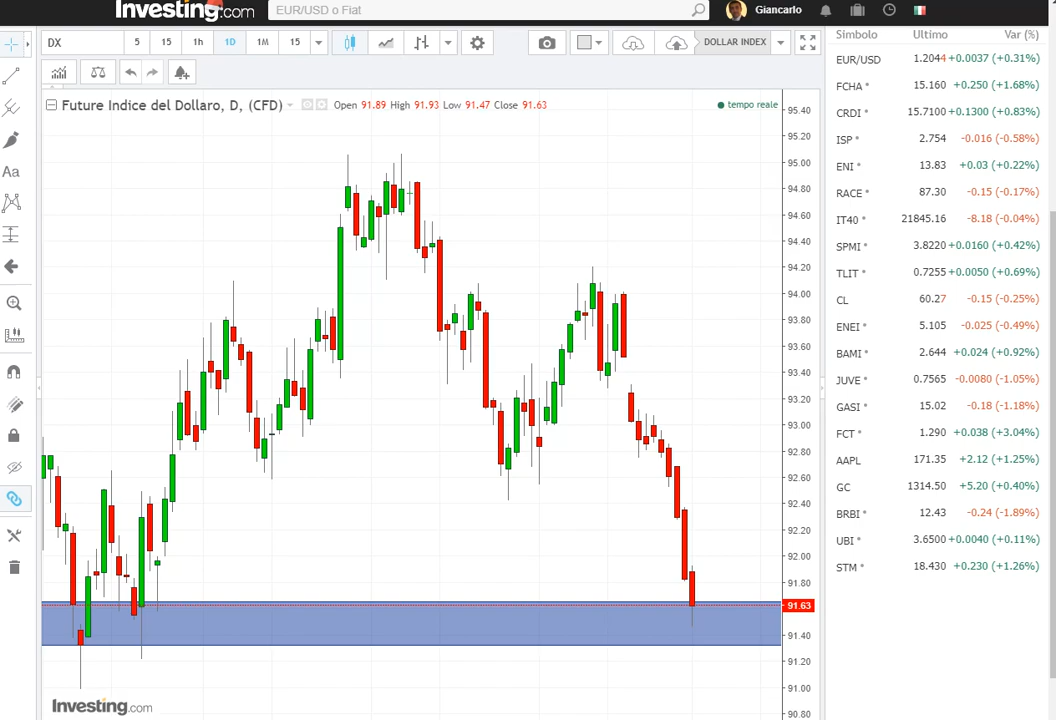 Investing.com
EUR/USD o Fiat
Giancarlo
DX
5
15
1h
1D
1M
15
DOLLAR INDEX
Aa
Future Indice del Dollaro, D, (CFD)
Open 91.89 High 91.93 Low 91.47 Close 91.63
tempo reale
95.40
95.20
95.00
94.80
94.60
94.40
94.20
94.00
93.80
93.60
93.40
93.20
93.00
92.80
92.60
92.40
92.20
92.00
91.80
91.63
91.40
91.20
91.00
90.80
Investing.com
Simbolo Ultimo Var (%)
EUR/USD 1.2044 +0.0037 (+0.31%)
FCHA 15.160 +0.250 (+1.68%)
CRDI 15.7100 +0.1300 (+0.83%)
ISP 2.754 -0.016 (-0.58%)
ENI 13.83 +0.03 (+0.22%)
RACE 87.30 -0.15 (-0.17%)
IT40 21845.16 -8.18 (-0.04%)
SPMI 3.8220 +0.0160 (+0.42%)
TLIT 0.7255 +0.0050 (+0.69%)
CL 60.27 -0.15 (-0.25%)
ENEI 5.105 -0.025 (-0.49%)
BAMI 2.644 +0.024 (+0.92%)
JUVE 0.7565 -0.0080 (-1.05%)
GASI 15.02 -0.18 (-1.18%)
FCT 1.290 +0.038 (+3.04%)
AAPL 171.35 +2.12 (+1.25%)
GC 1314.50 +5.20 (+0.40%)
BRBI 12.43 -0.24 (-1.89%)
UBI 3.6500 +0.0040 (+0.11%)
STM 18.430 +0.230 (+1.26%)